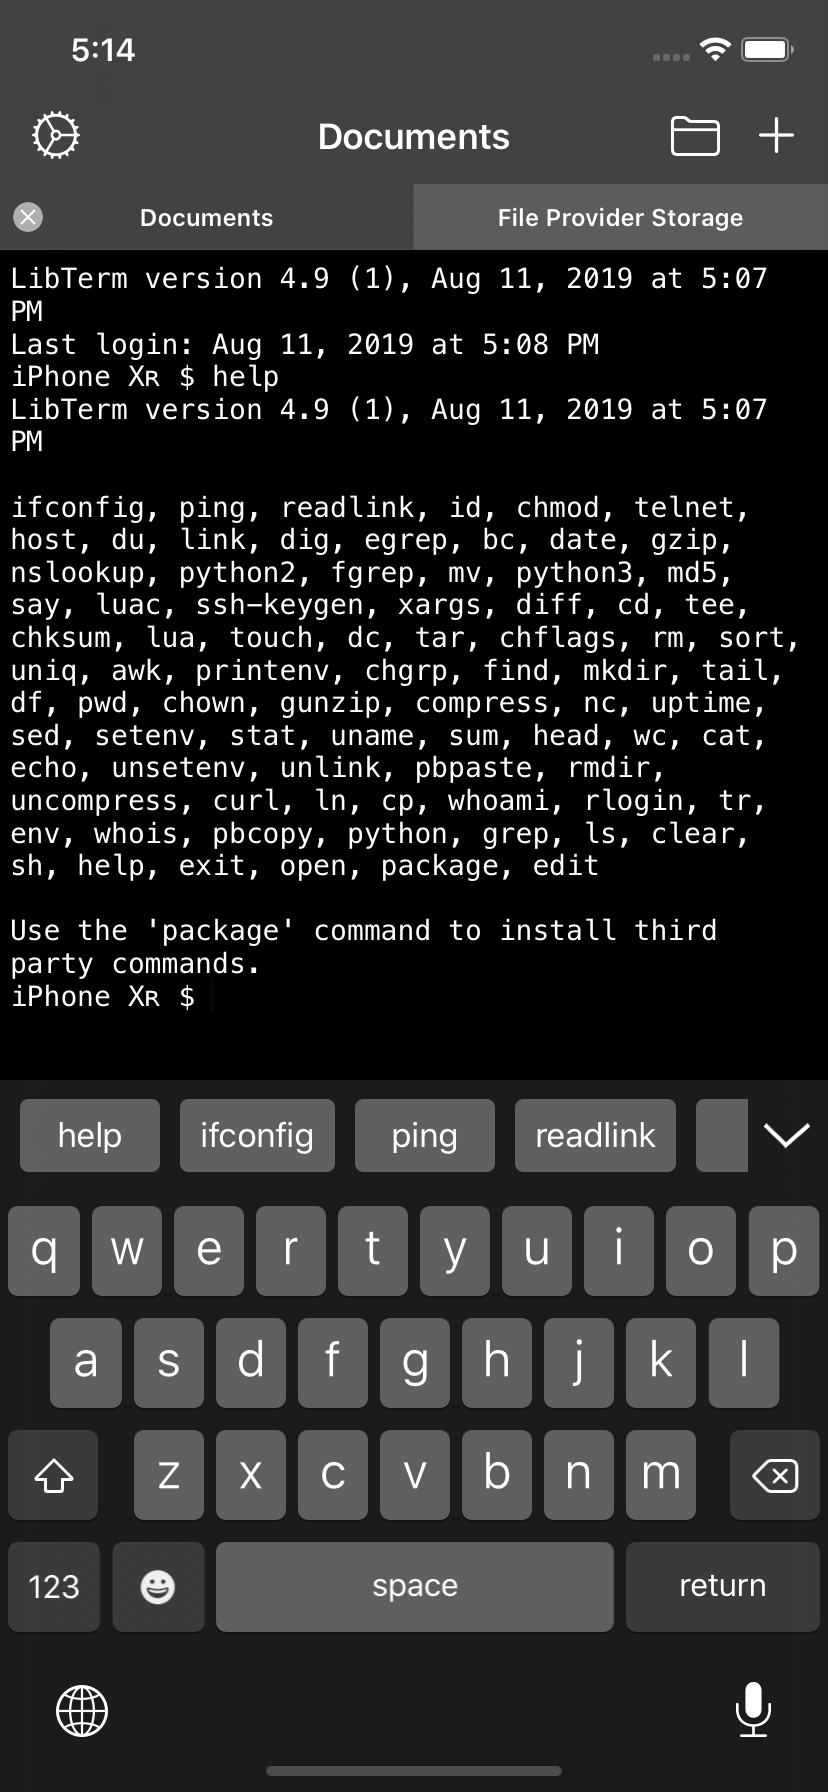 5:14
Documents
Documents
File Provider Storage
LibTerm version 4.9 (1), Aug 11, 2019 at 5:07
PM
Last login: Aug 11, 2019 at 5:08 PM
iPhone Xʀ $ help
LibTerm version 4.9 (1), Aug 11, 2019 at 5:07
PM
ifconfig, ping, readlink, id, chmod, telnet,
host, du, link, dig, egrep, bc, date, gzip,
nslookup, python2, fgrep, mv, python3, md5,
say, luac, ssh-keygen, xargs, diff, cd, tee,
chksum, lua, touch, dc, tar, chflags, rm, sort,
uniq, awk, printenv, chgrp, find, mkdir, tail,
df, pwd, chown, gunzip, compress, nc, uptime,
sed, setenv, stat, uname, sum, head, wc, cat,
echo, unsetenv, unlink, pbpaste, rmdir,
uncompress, curl, ln, cp, whoami, rlogin, tr,
env, whois, pbcopy, python, grep, ls, clear,
sh, help, exit, open, package, edit
Use the 'package' command to install third
party commands.
iPhone Xʀ $
help ifconfig ping readlink
q w e r t y u i o p
a s d f g h j k l
z x c v b n m
123 space return